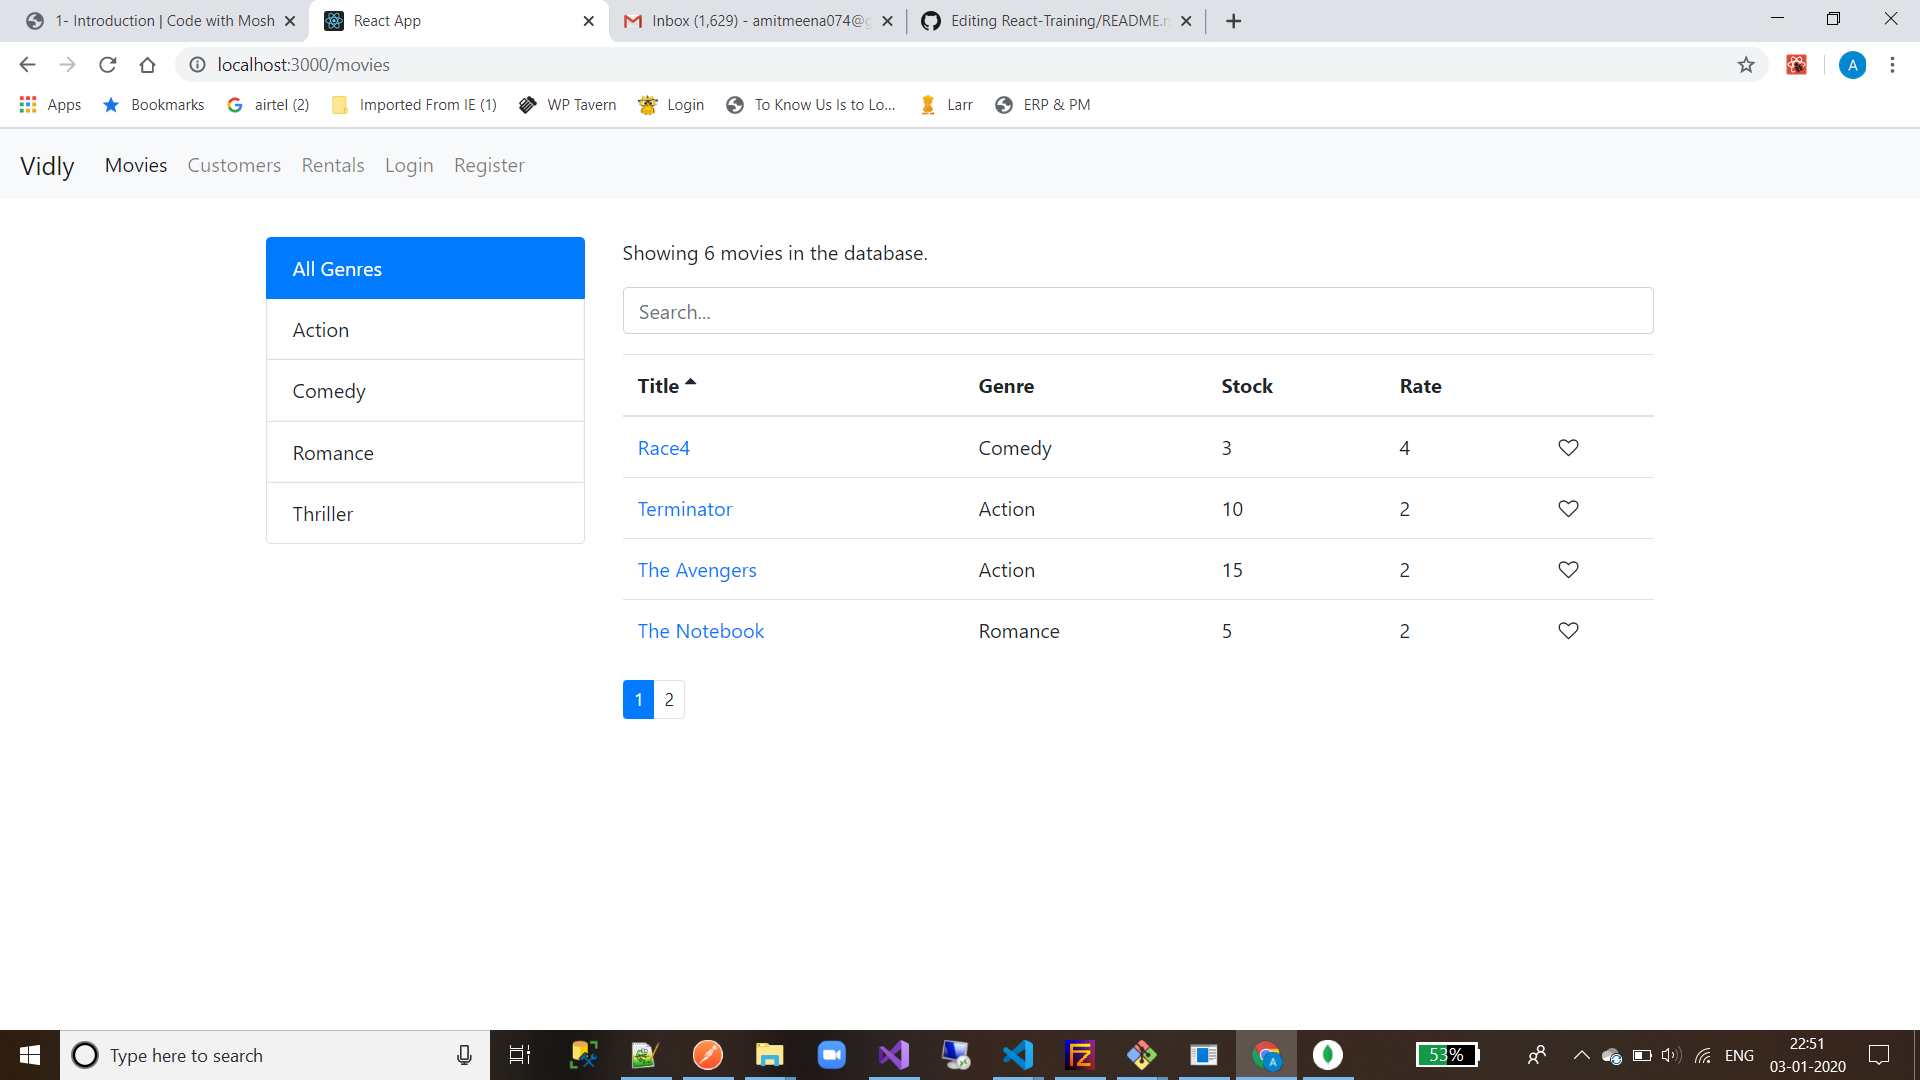 1- Introduction | Code with Mosh
React App
Inbox (1,629) - amitmeena074@g
Editing React-Training/README.m
localhost:3000/movies
A
Apps
Bookmarks
airtel (2)
Imported From IE (1)
WP Tavern
Login
To Know Us Is to Lo...
Larr
ERP & PM
Vidly Movies Customers Rentals Login Register
All Genres
Action
Comedy
Romance
Thriller
Showing 6 movies in the database.
Search...
Title Genre Stock Rate
Race4 Comedy 3 4
Terminator Action 10 2
The Avengers Action 15 2
The Notebook Romance 5 2
1 2
Type here to search
53%
ENG
22:51
03-01-2020